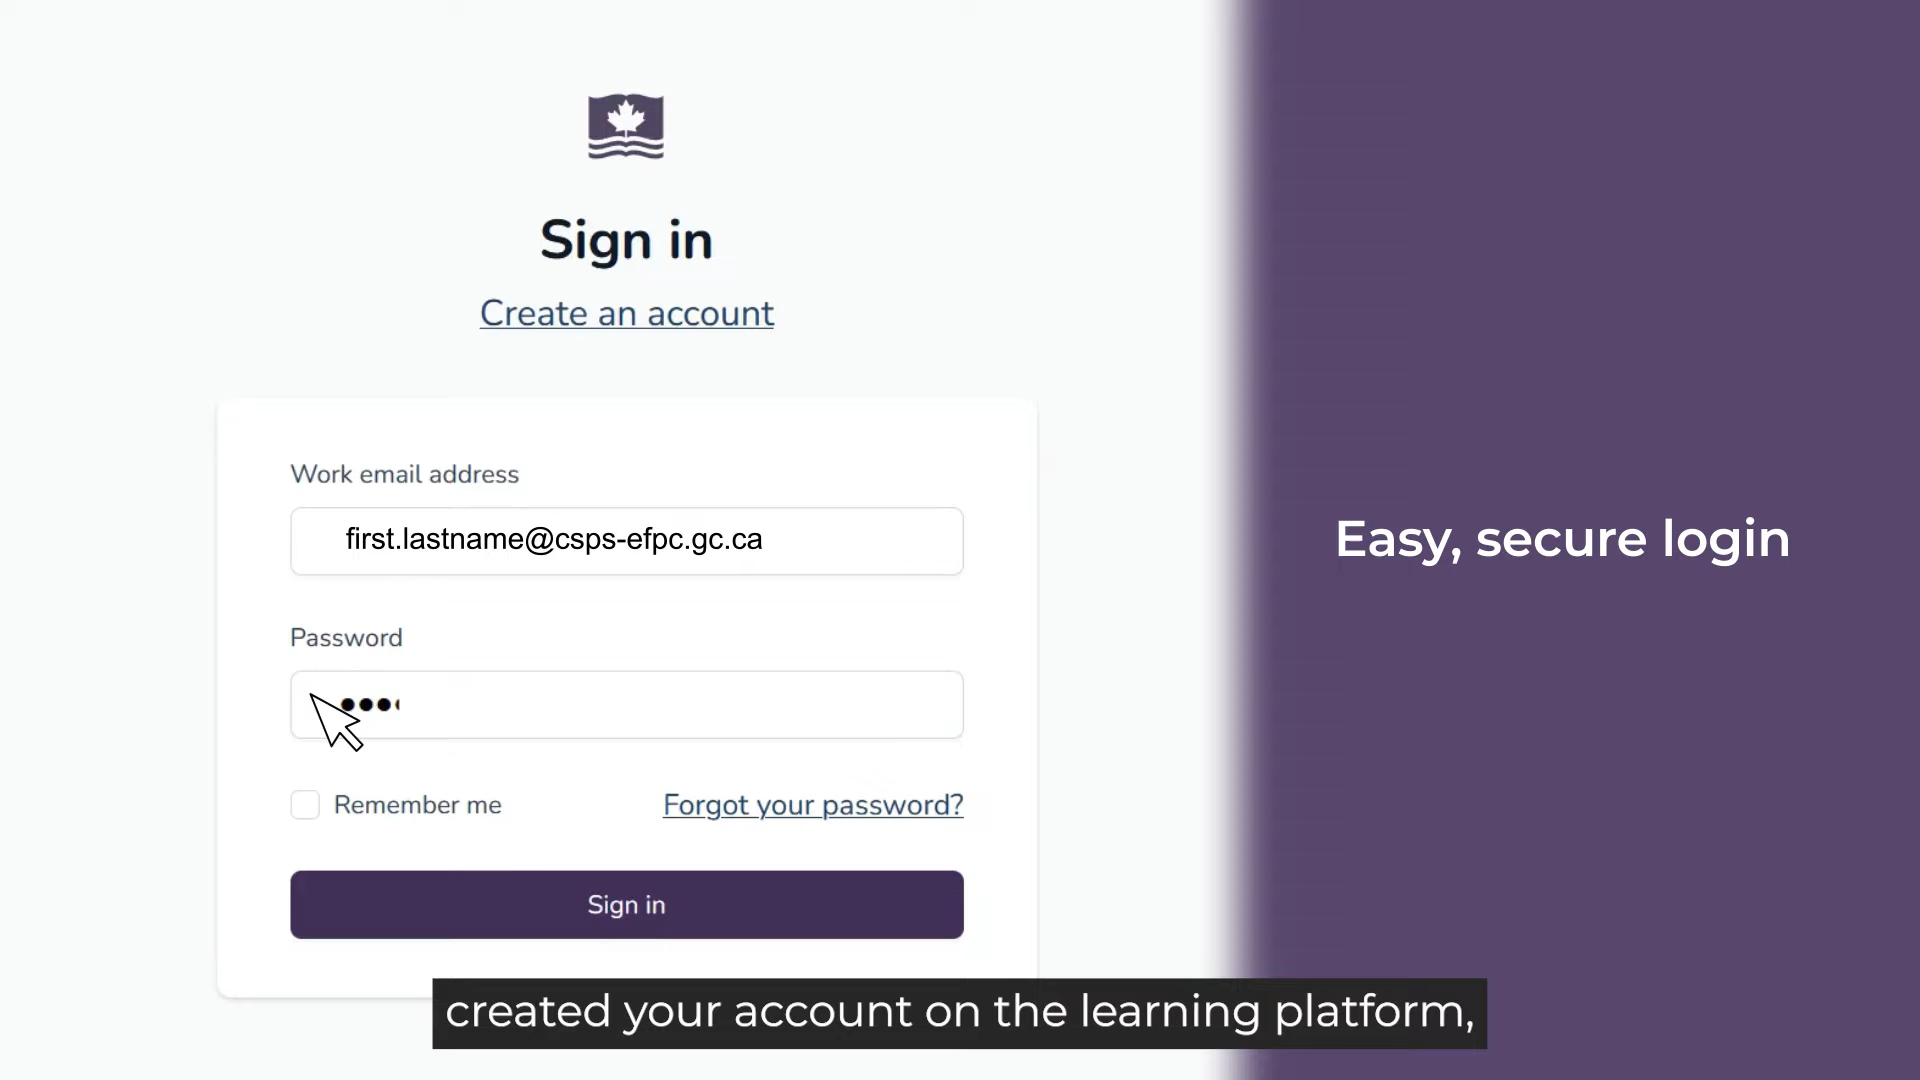 Sign in
Create an account
Work email address
first.lastname@csps-efpc.gc.ca
Password
Remember me
Forgot your password?
Sign in
Easy, secure login
created your account on the learning platform,